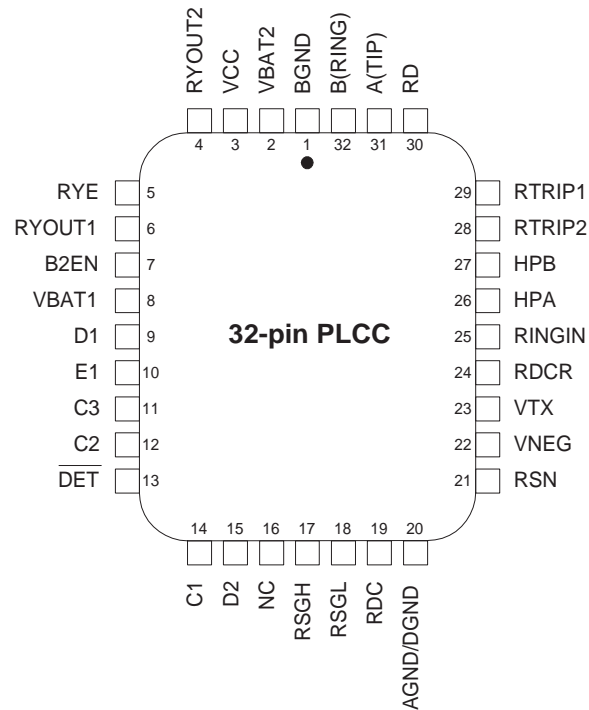 RYOUT2
VCC
VBAT2
BGND
B(RING)
A(TIP)
RD
4
3
2
1
32
31
30
RYE 5
RYOUT1 6
B2EN 7
VBAT1 8
D1 9
E1 10
C3 11
C2 12
DET 13
32-pin PLCC
29 RTRIP1
28 RTRIP2
27 HPB
26 HPA
25 RINGIN
24 RDCR
23 VTX
22 VNEG
21 RSN
14
15
16
17
18
19
20
C1
D2
NC
RSGH
RSGL
RDC
AGND/DGND